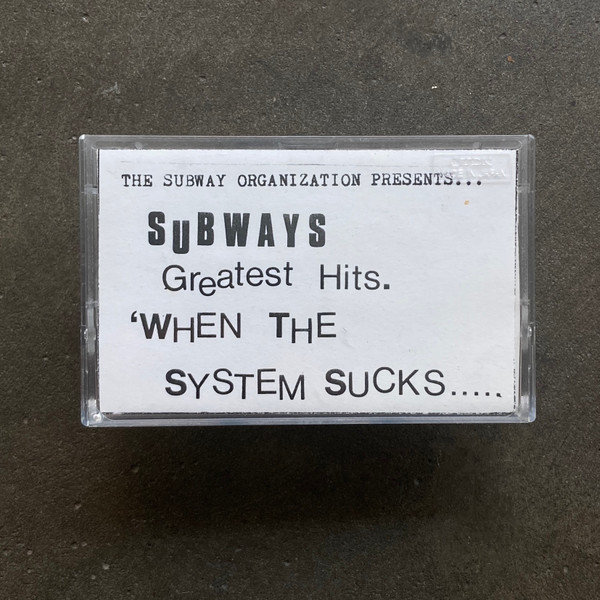 THE SUBWAY ORGANIZATION PRESENTS...
SUBWAYS
Greatest Hits.
‘WHEN THE
SYSTEM SUCKS.....